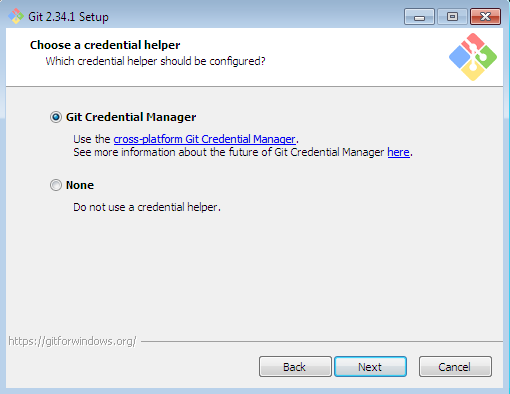 Git 2.34.1 Setup
Choose a credential helper
Which credential helper should be configured?
Git Credential Manager
Use the cross-platform Git Credential Manager.
See more information about the future of Git Credential Manager here.
None
Do not use a credential helper.
https://gitforwindows.org/
Back Next Cancel